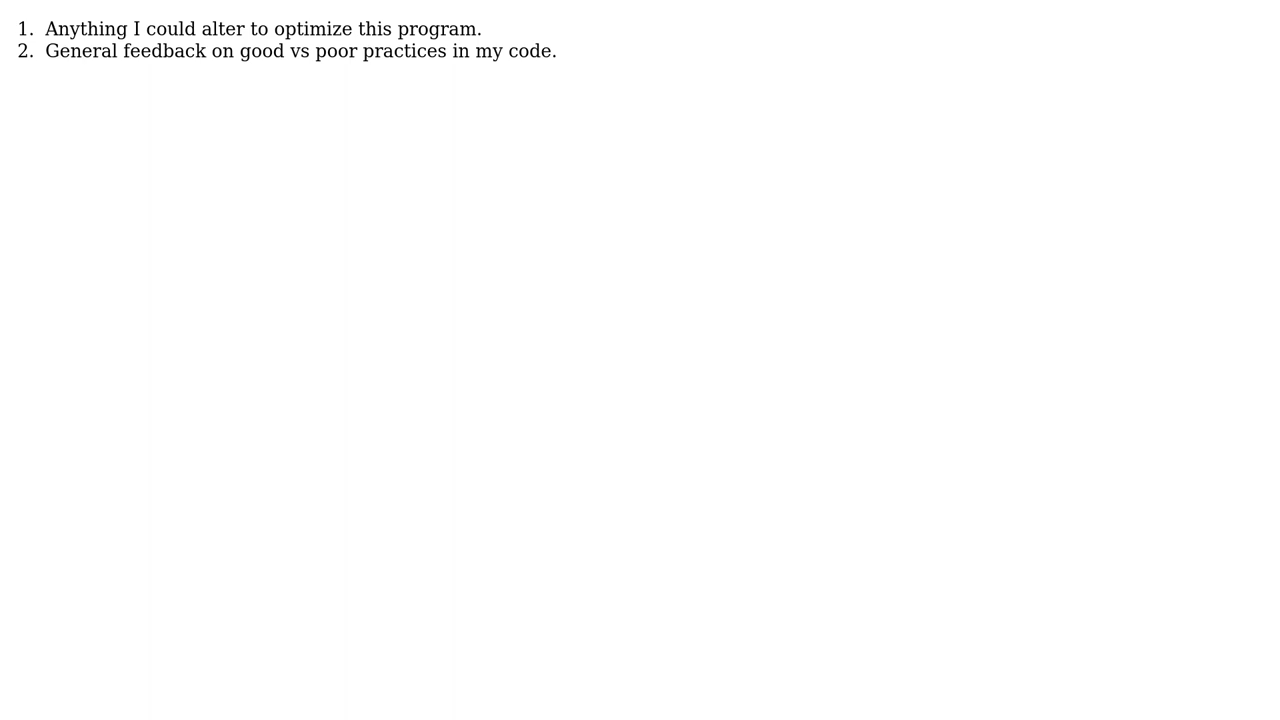 1. Anything I could alter to optimize this program.
2. General feedback on good vs poor practices in my code.